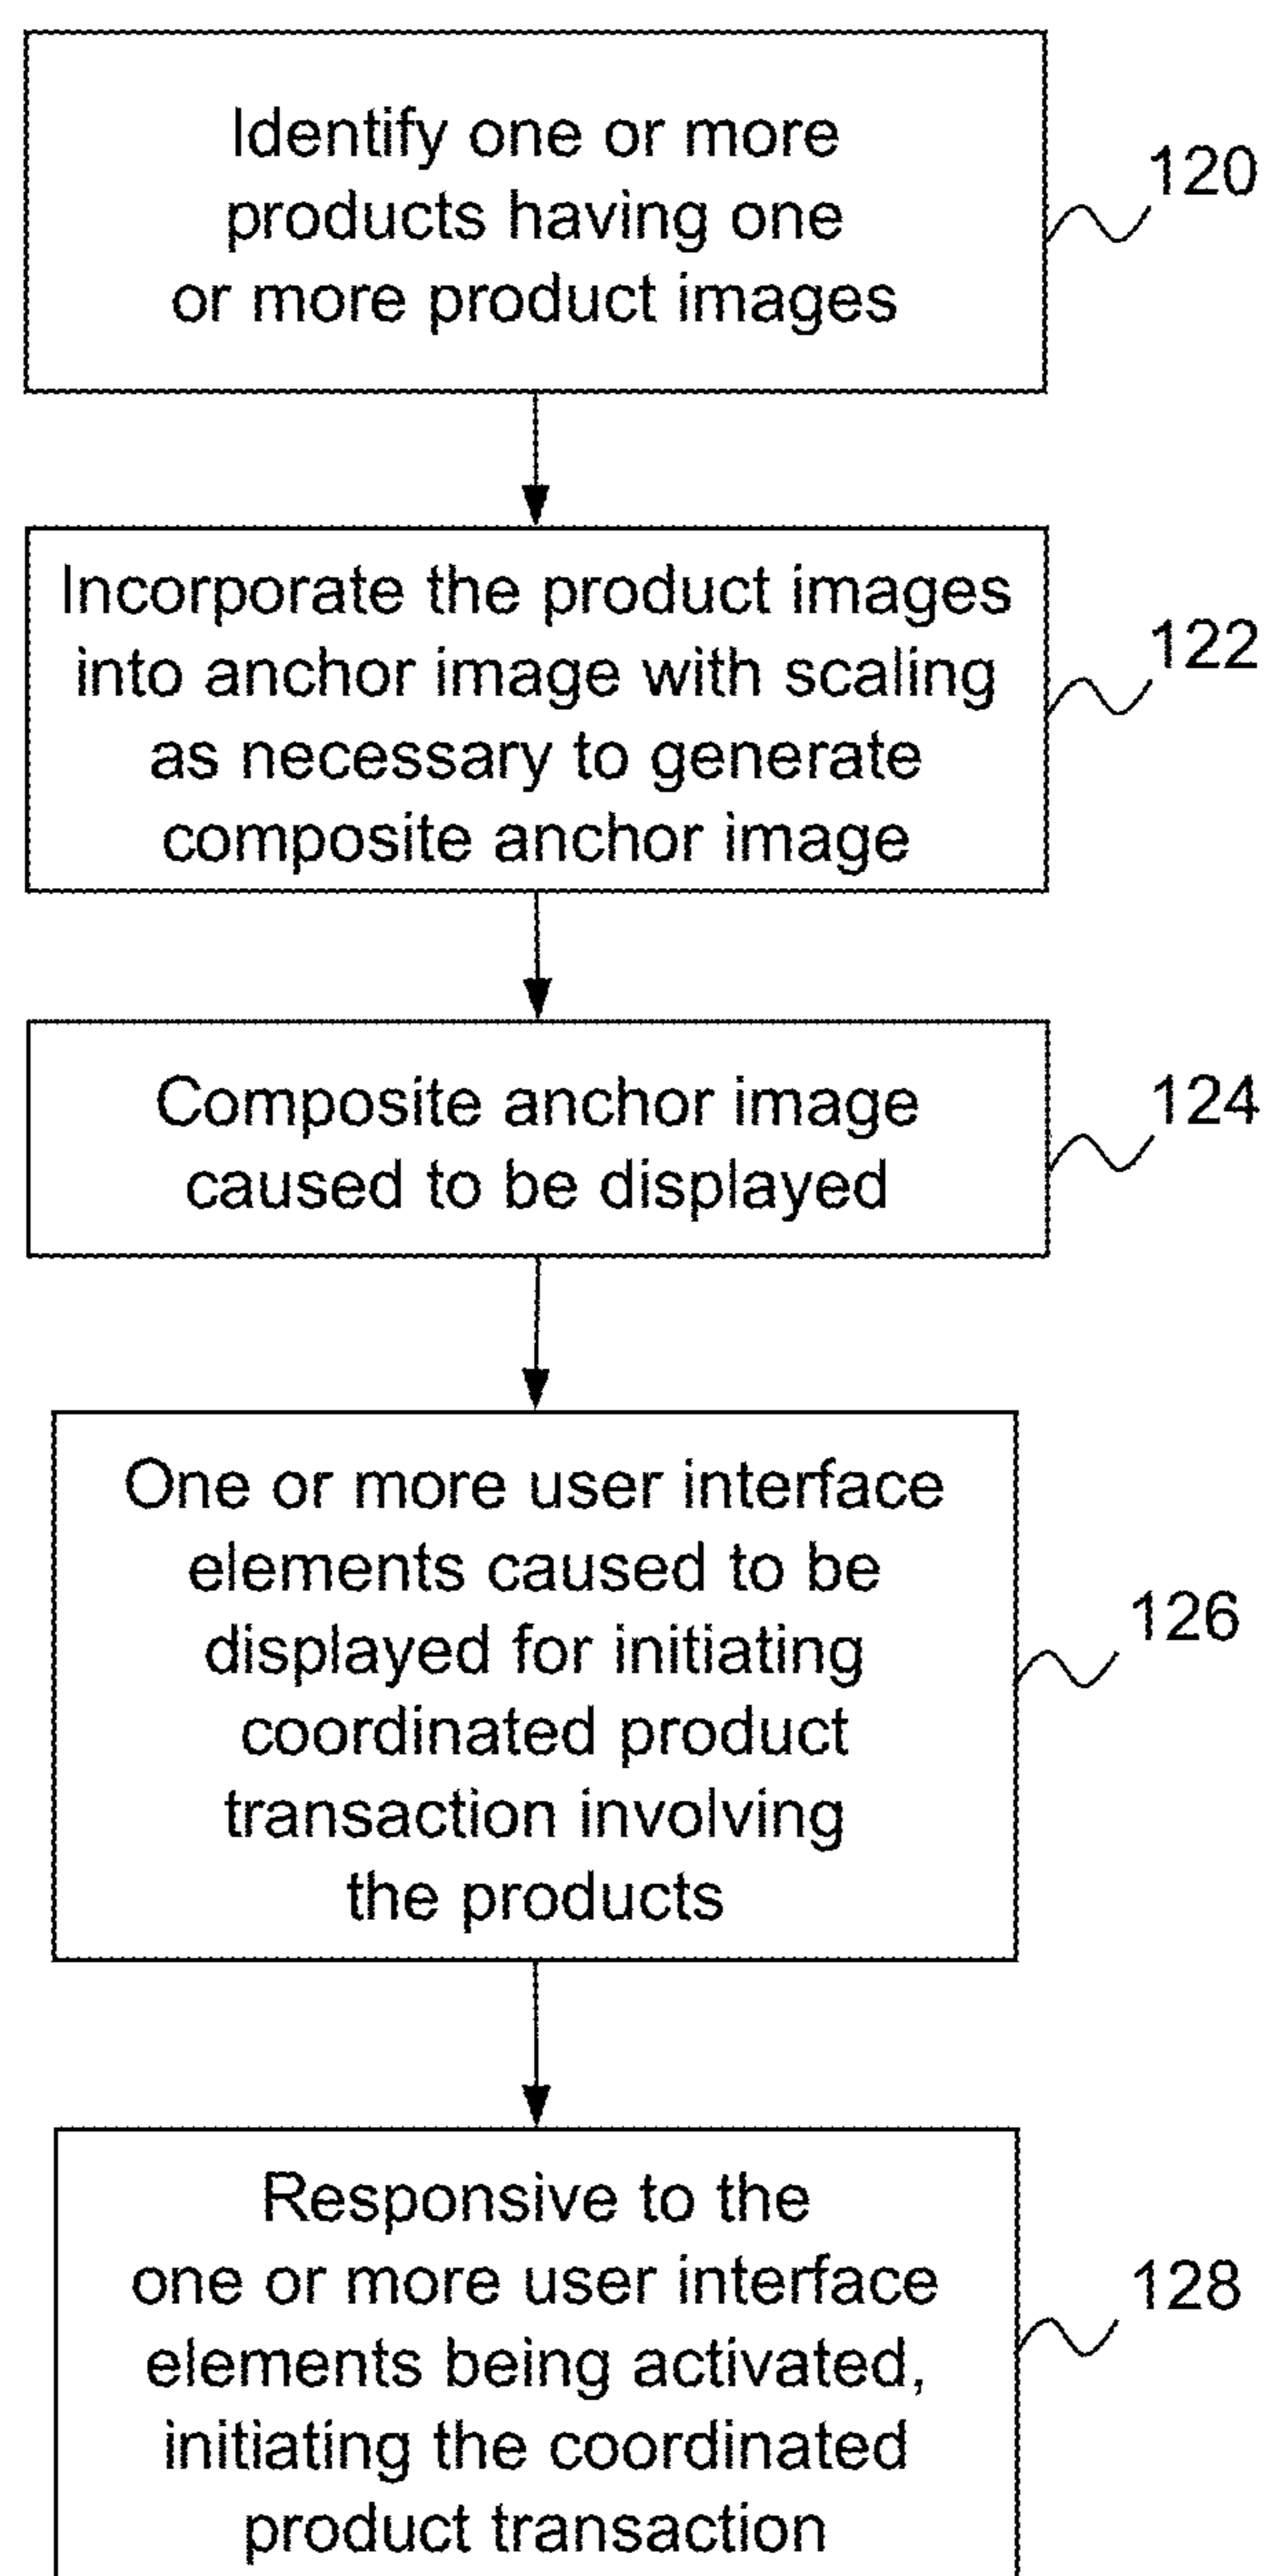 Identify one or more
products having one
or more product images
120
Incorporate the product images
into anchor image with scaling
as necessary to generate
composite anchor image
122
Composite anchor image
caused to be displayed
124
One or more user interface
elements caused to be
displayed for initiating
coordinated product
transaction involving
the products
126
Responsive to the
one or more user interface
elements being activated,
initiating the coordinated
product transaction
128